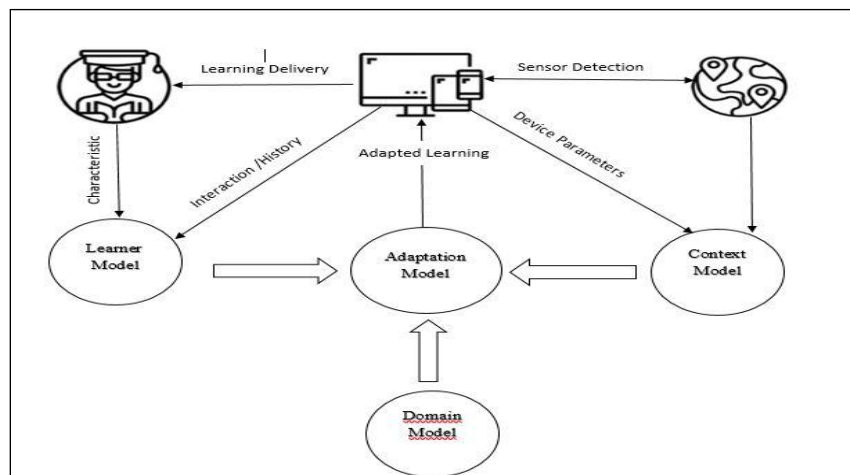 Learning Delivery
Sensor Detection
Characteristic
Interaction /History
Adapted Learning
Device Parameters
Learner
Model
Adaptation
Model
Context
Model
Domain
Model